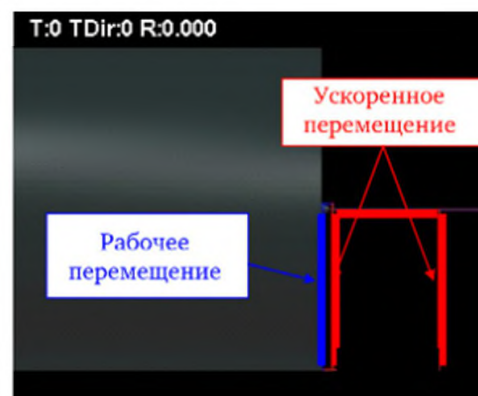 T:0 TDir:0 R:0.000
Ускоренное
перемещение
Рабочее
перемещение